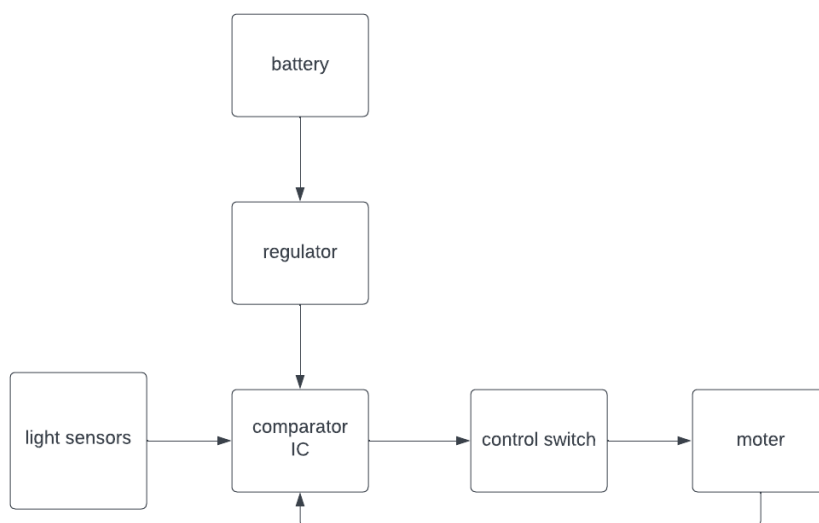 battery
regulator
light sensors
comparator
IC
control switch
moter